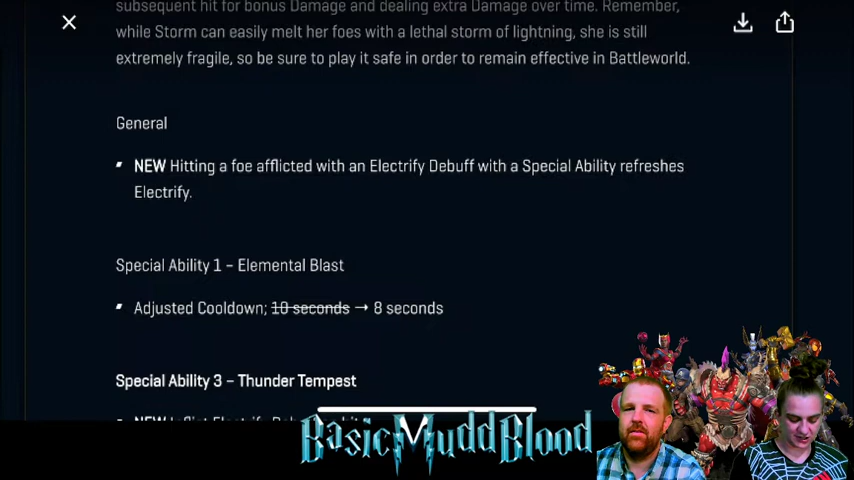 subsequent hit for bonus Damage and dealing extra Damage over time. Remember,
while Storm can easily melt her foes with a lethal storm of lightning, she is still
extremely fragile, so be sure to play it safe in order to remain effective in Battleworld.
General
NEW Hitting a foe afflicted with an Electrify Debuff with a Special Ability refreshes
Electrify.
Special Ability 1 – Elemental Blast
Adjusted Cooldown; 10 seconds → 8 seconds
Special Ability 3 – Thunder Tempest
NEW Inflict Electrify
BasicMuddBlood